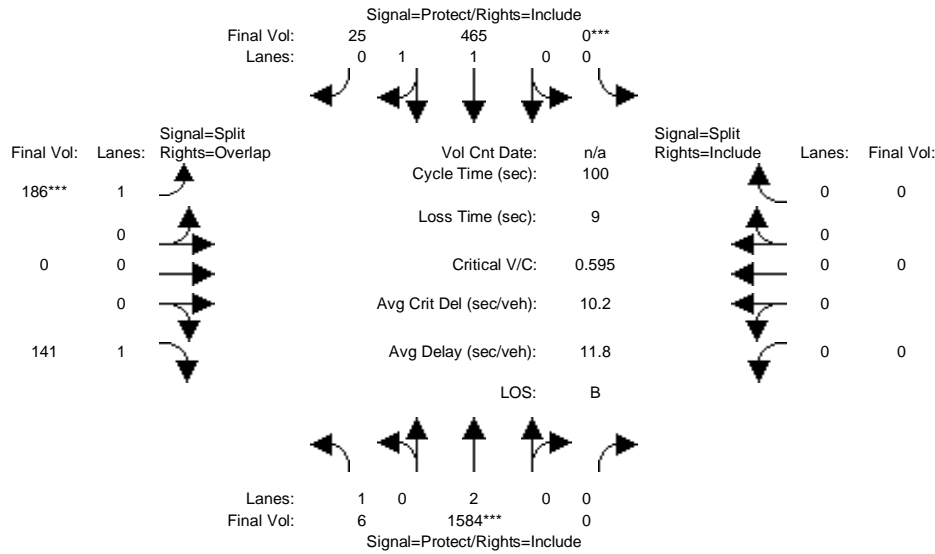 Signal=Protect/Rights=Include
Final Vol: 25 465 0***
Lanes: 0 1 1 0 0
Signal=Split
Final Vol: Lanes: Rights=Overlap
Vol Cnt Date: n/a
Signal=Split
Rights=Include Lanes: Final Vol:
Cycle Time (sec): 100
186*** 1
0 0
Loss Time (sec): 9
0
0
0 0
Critical V/C: 0.595
0 0
0
Avg Crit Del (sec/veh): 10.2
0
141 1
Avg Delay (sec/veh): 11.8
0 0
LOS: B
Lanes: 1 0 2 0 0
Final Vol: 6 1584*** 0
Signal=Protect/Rights=Include